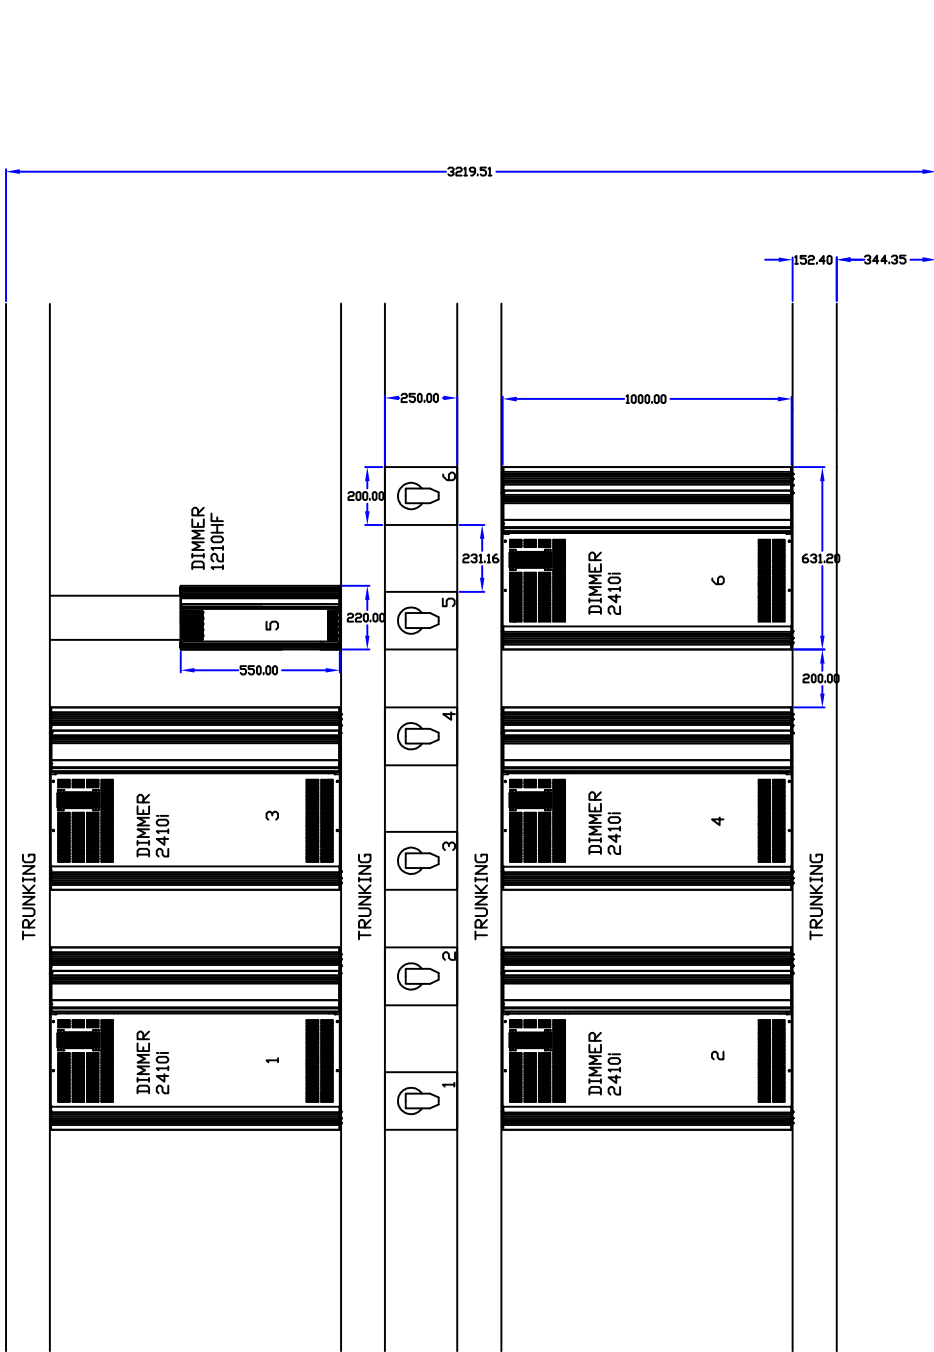 3219.51
152.40
344.35
250.00
1000.00
6
200.00
DIMMER
1210HF
231.16
DIMMER
2410i
6
631.20
5
220.00
5
550.00
200.00
4
DIMMER
2410i
3
DIMMER
2410i
4
3
TRUNKING
TRUNKING
TRUNKING
TRUNKING
2
DIMMER
2410i
1
DIMMER
2410i
2
1